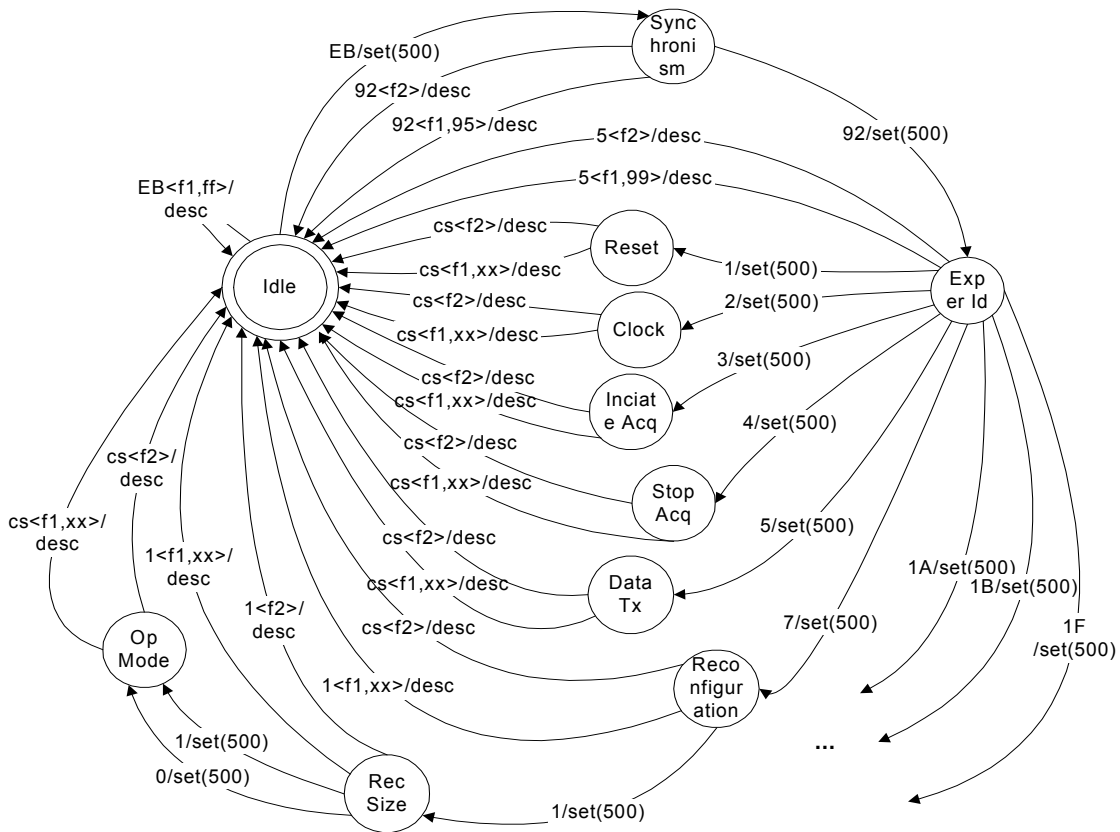 Sync
hroni
sm
EB/set(500)
92<f2>/desc
92<f1,95>/desc
5<f2>/desc
92/set(500)
5<f1,99>/desc
EB<f1,ff>/
desc
cs<f2>/desc
Reset
cs<f1,xx>/desc
1/set(500)
Exp
er Id
Idle
cs<f2>/desc
2/set(500)
Clock
cs<f1,xx>/desc
3/set(500)
cs<f2>/desc
cs<f1,xx>/desc
Inciat
e Acq
4/set(500)
cs<f2>/desc
cs<f1,xx>/desc
Stop
Acq
cs<f2>/
desc
cs<f1,xx>/
desc
5/set(500)
cs<f2>/desc
1<f1,xx>/
desc
cs<f1,xx>/desc
Data
Tx
1A/set(500)
1B/set(500)
1<f2>/
desc
cs<f2>/desc
7/set(500)
1F
/set(500)
Op
Mode
1<f1,xx>/desc
Reco
nfigur
ation
...
1/set(500)
0/set(500)
Rec
Size
1/set(500)